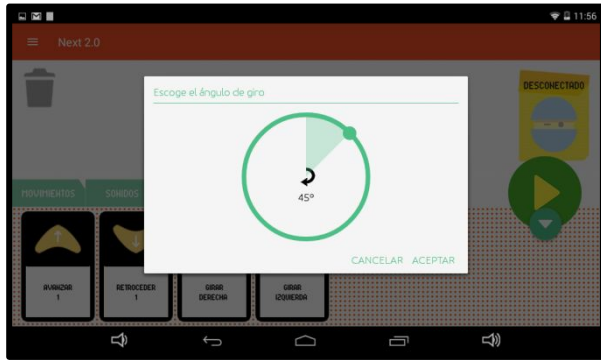 11:56
Next 2.0
Escoge el ángulo de giro
DESCONECTADO
45º
MOVIMIENTOS
SONIDOS
CANCELAR ACEPTAR
AVANZAR
1
RETROCEDER
1
GIRAR
DERECHA
GIRAR
IZQUIERDA